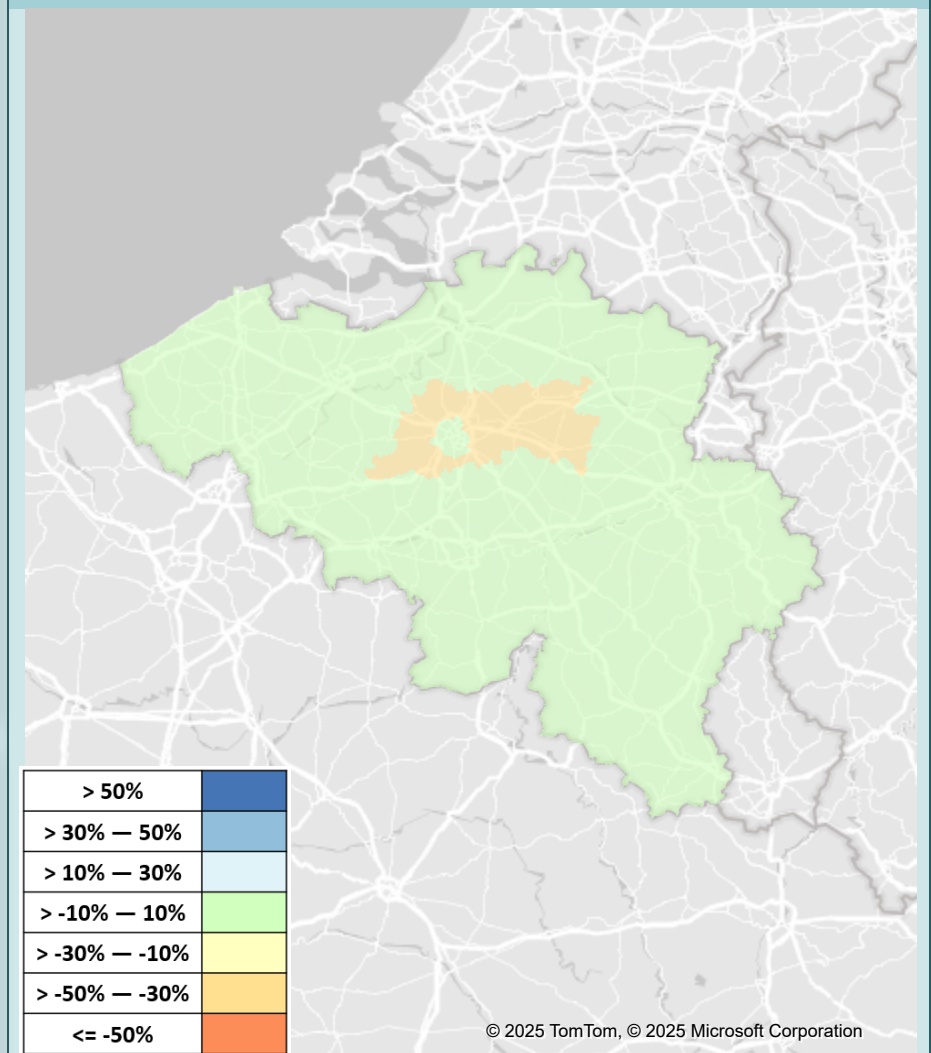 > 50%
> 30% — 50%
> 10% — 30%
> -10% — 10%
> -30% — -10%
> -50% — -30%
<= -50%
© 2025 TomTom, © 2025 Microsoft Corporation